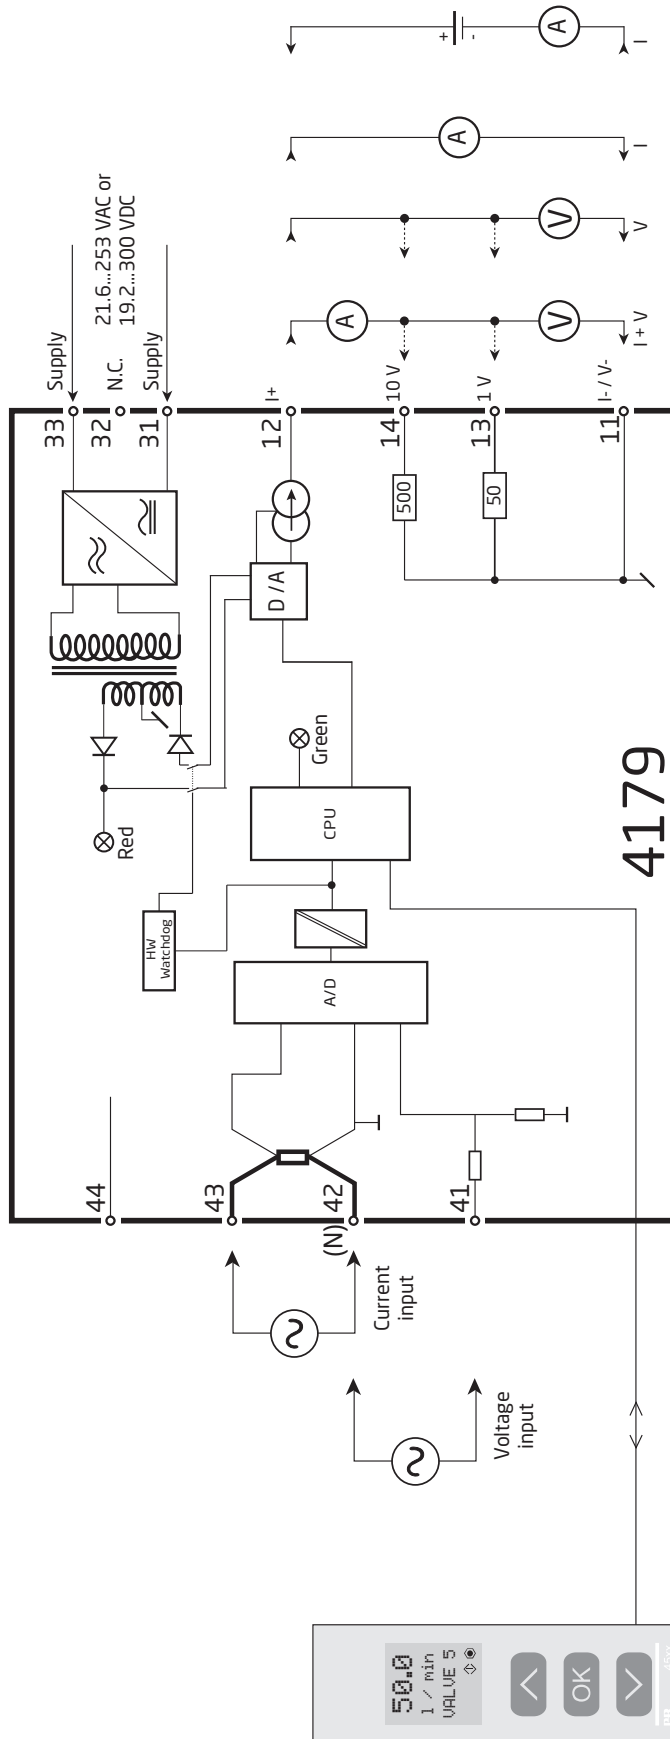 +
-
A
I
A
I
V
V
A
V
I + V
21.6...253 VAC or
19.2...300 VDC
Supply
N.C.
Supply
33
32
31
I+
12
10 V
14
1 V
13
I- / V-
11
500
50
D / A
Green
Red
CPU
HW
Watchdog
A/D
4179
44
43
42
(N)
41
Current
input
Voltage
input
50.0
1 / min
VALVE 5
OK